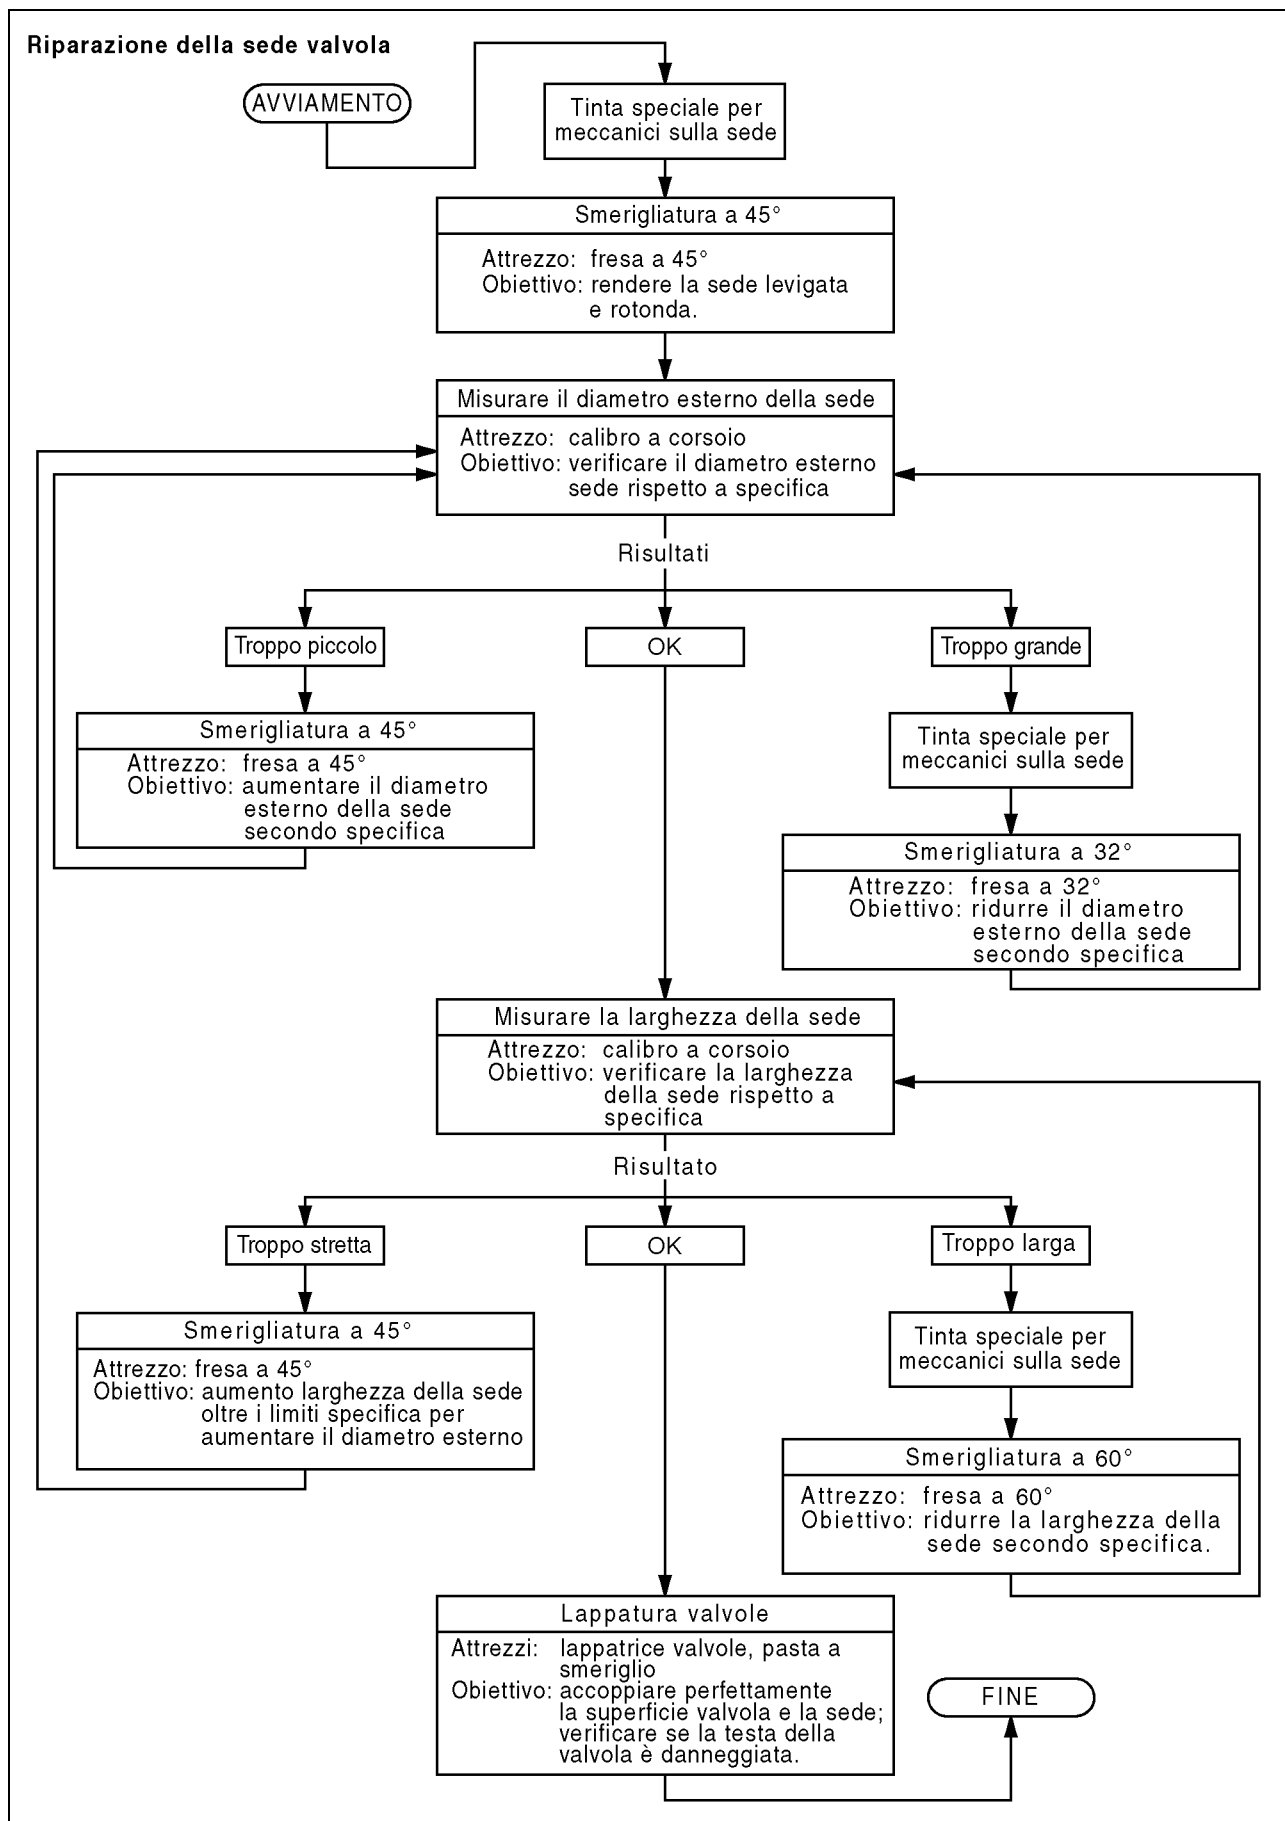 Riparazione della sede valvola
AVVIAMENTO
Tinta speciale per
meccanici sulla sede
Smerigliatura a 45°
Attrezzo: fresa a 45°
Obiettivo: rendere la sede levigata
e rotonda.
Misurare il diametro esterno della sede
Attrezzo: calibro a corsoio
Obiettivo: verificare il diametro esterno
sede rispetto a specifica
Risultati
Troppo piccolo
OK
Troppo grande
Smerigliatura a 45°
Attrezzo: fresa a 45°
Obiettivo: aumentare il diametro
esterno della sede
secondo specifica
Tinta speciale per
meccanici sulla sede
Smerigliatura a 32°
Attrezzo: fresa a 32°
Obiettivo: ridurre il diametro
esterno della sede
secondo specifica
Misurare la larghezza della sede
Attrezzo: calibro a corsoio
Obiettivo: verificare la larghezza
della sede rispetto a
specifica
Risultato
Troppo stretta
OK
Troppo larga
Smerigliatura a 45°
Attrezzo: fresa a 45°
Obiettivo: aumento larghezza della sede
oltre i limiti specifica per
aumentare il diametro esterno
Tinta speciale per
meccanici sulla sede
Smerigliatura a 60°
Attrezzo: fresa a 60°
Obiettivo: ridurre la larghezza della
sede secondo specifica.
Lappatura valvole
Attrezzi: lappatrice valvole, pasta a
smeriglio
Obiettivo: accoppiare perfettamente
la superficie valvola e la sede;
verificare se la testa della
valvola è danneggiata.
FINE